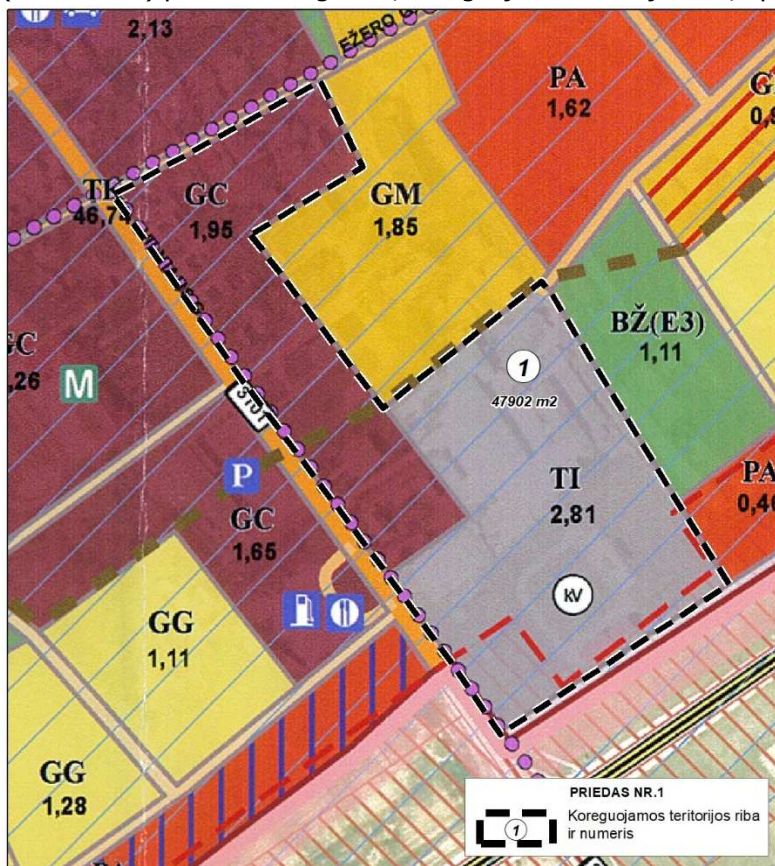 2,13
EŽERO
PA
1,62
TI
46,74
GC
1,95
GM
1,85
BŽ(E3)
1,11
GC
,26
M
3101
1
47902 m2
P
GC
1,65
TI
2,81
PA
0,46
kV
GG
1,11
GG
1,28
PRIEDAS NR.1
1
Koreguojamos teritorijos riba
ir numeris